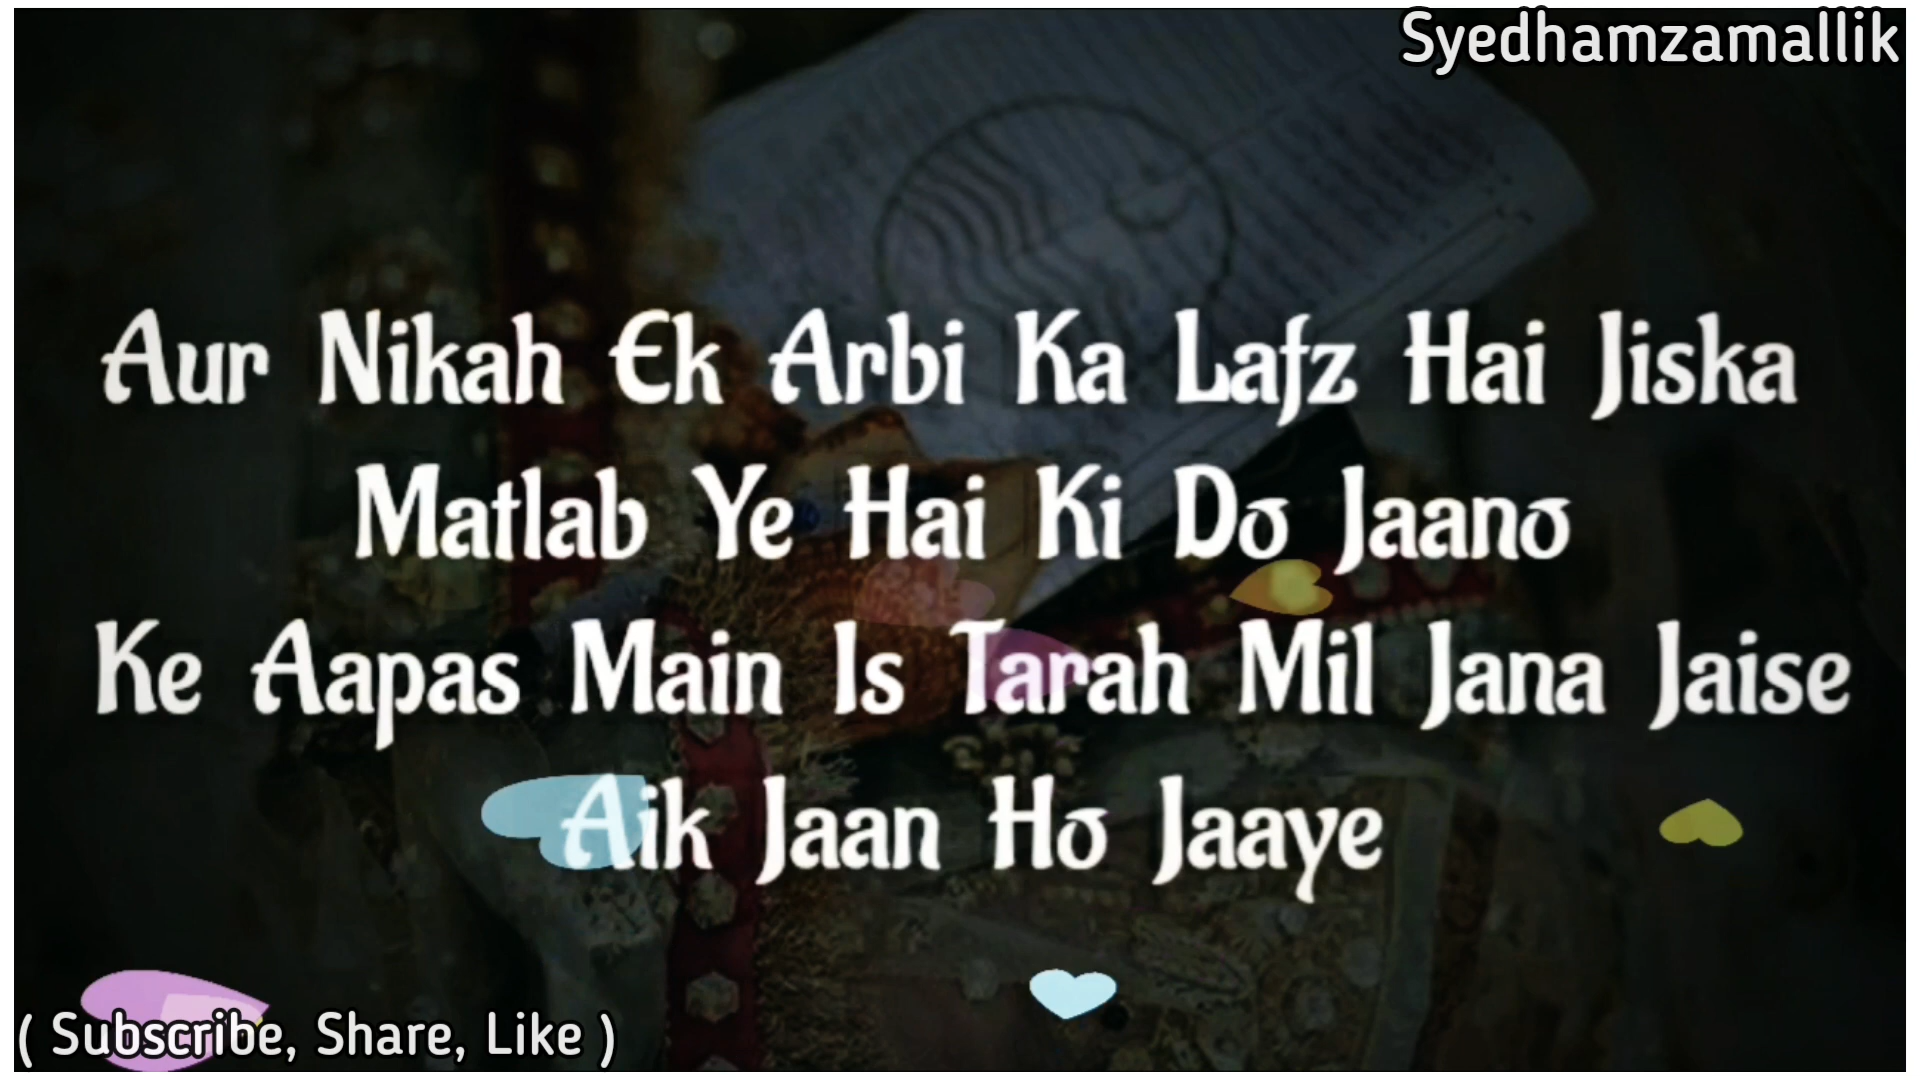 Syedhamzamallik
Aur Nikah Ek Arbi Ka Lafz Hai Jiska
Matlab Ye Hai Ki Do Jaano
Ke Aapas Main Is Tarah Mil Jana Jaise
Aik Jaan Ho Jaaye
( Subscribe, Share, Like )